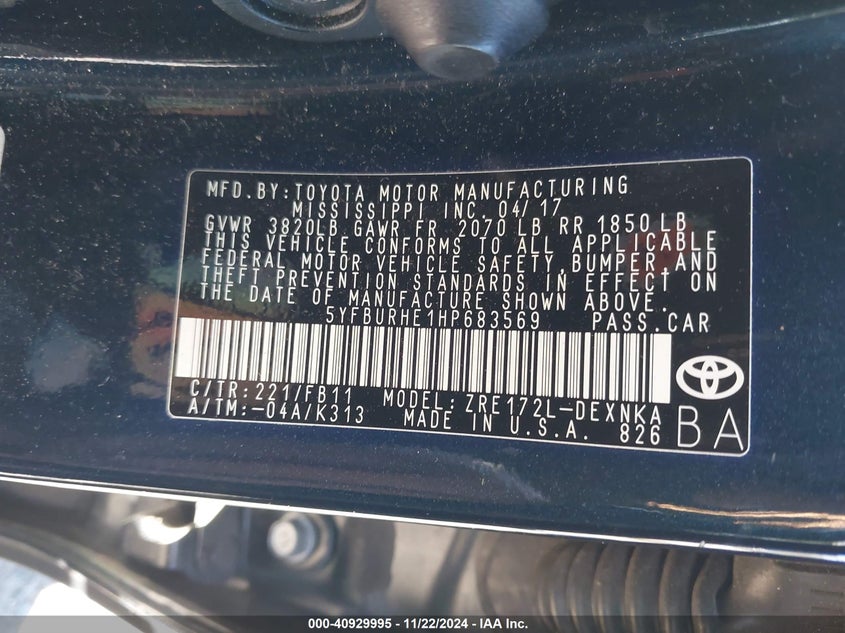 MFD.BY:TOYOTA MOTOR MANUFACTURING
MISSISSIPPI INC. 04/17
GVWR 3820LB GAWR FR 2070 LB RR 1850LB
THIS VEHICLE CONFORMS TO ALL APPLICABLE
FEDERAL MOTOR VEHICLE SAFETY,BUMPER,AND
THEFT PREVENTION STANDARDS IN EFFECT ON
THE DATE OF MANUFACTURE SHOWN ABOVE.
5YFBURHE1HP683569 PASS.CAR
C/TR:221/FB11 MODEL:ZRE172L-DEXNKA
A/TM:-04A/K313 MADE IN U.S.A. 826 BA
000-40929995 - 11/22/2024 - IAA Inc.